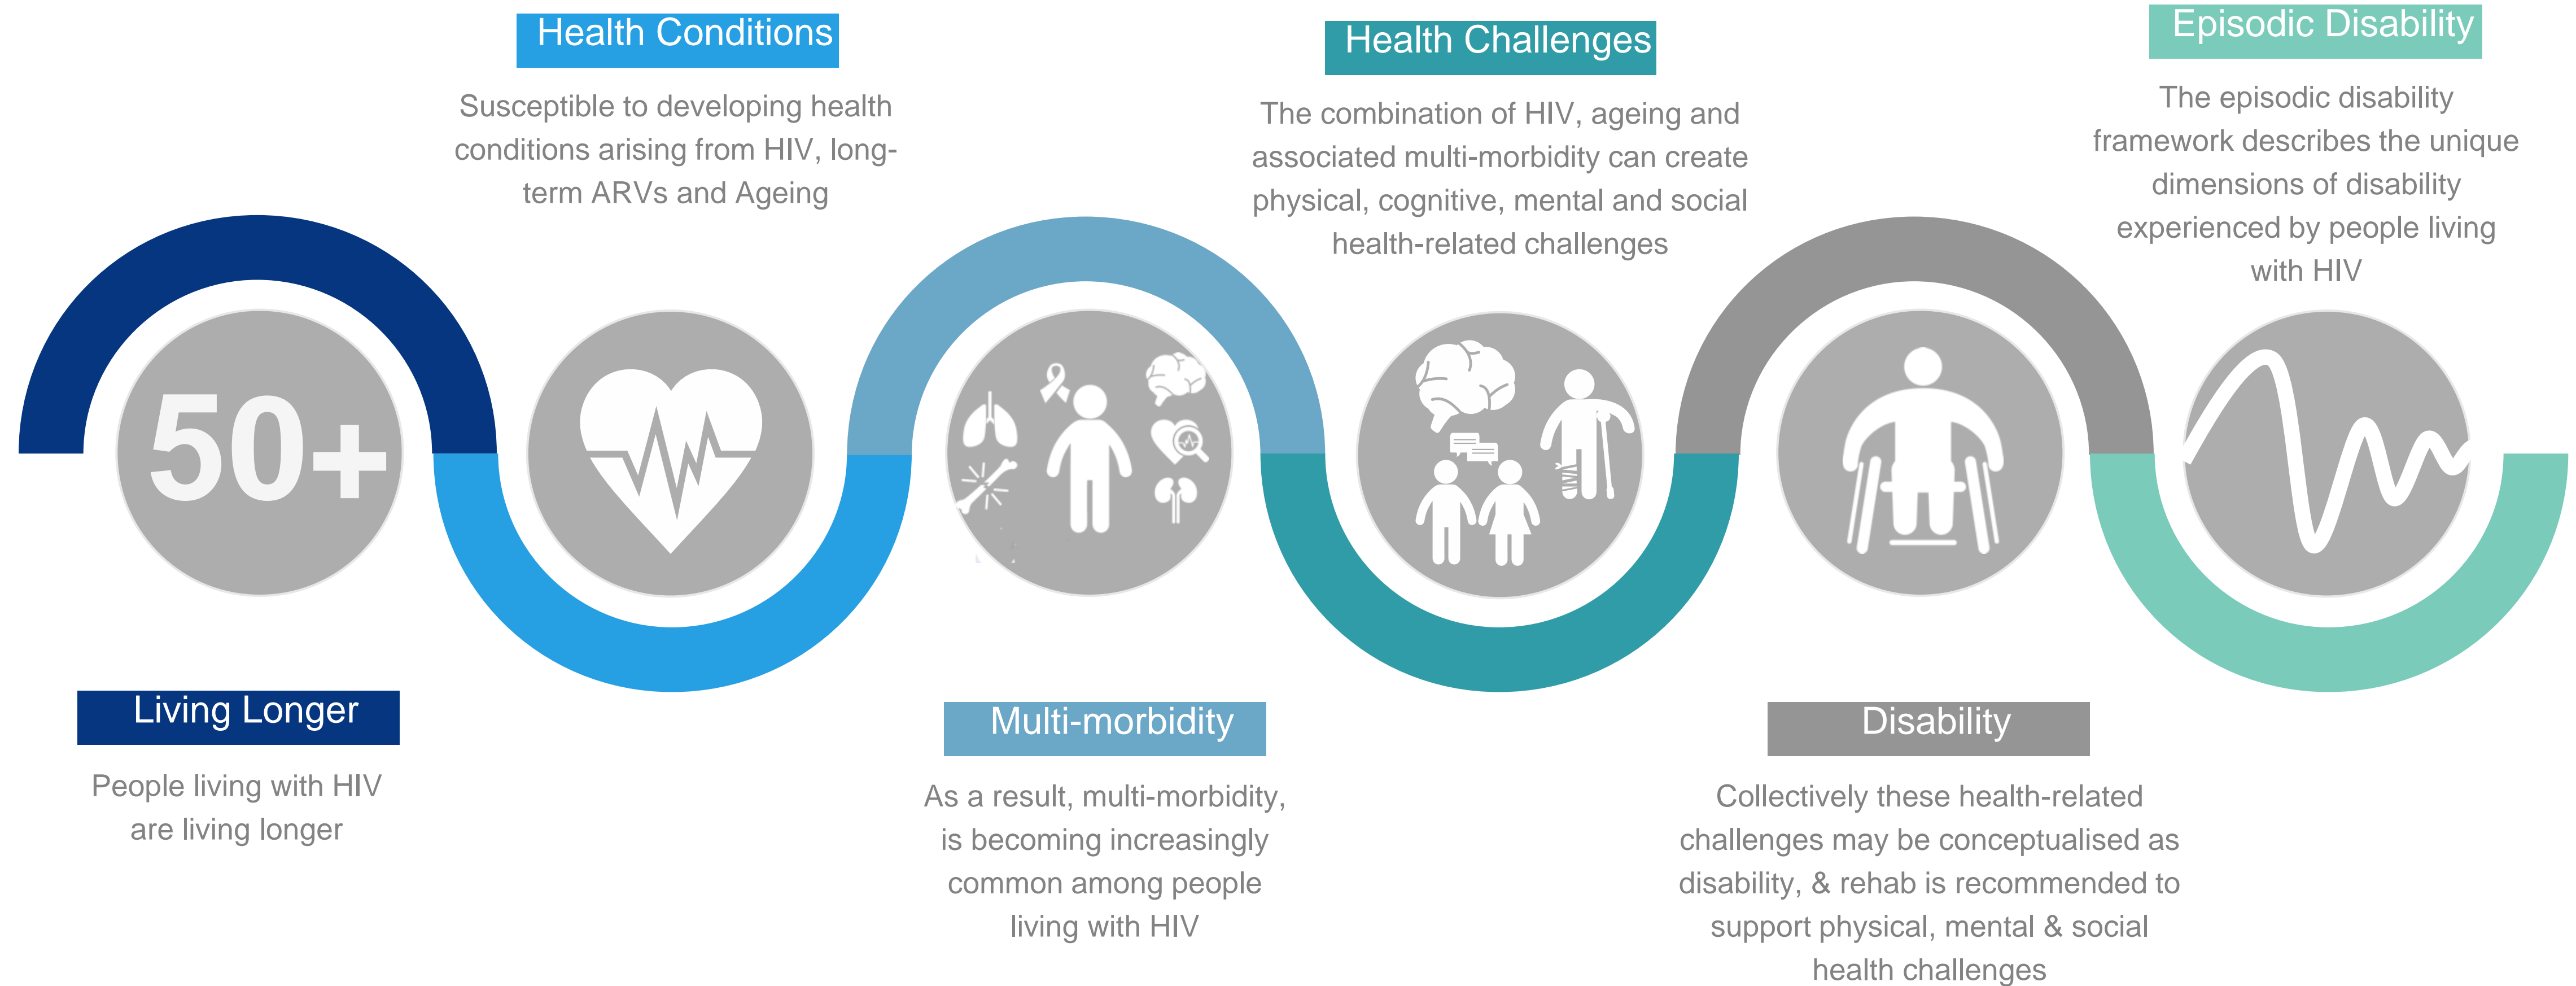 50+
Living Longer
People living with HIV
are living longer
Health Conditions
Susceptible to developing health
conditions arising from HIV, long-
term ARVs and Ageing
Multi-morbidity
As a result, multi-morbidity,
is becoming increasingly
common among people
living with HIV
Health Challenges
The combination of HIV, ageing and
associated multi-morbidity can create
physical, cognitive, mental and social
health-related challenges
Disability
Collectively these health-related
challenges may be conceptualised as
disability, & rehab is recommended to
support physical, mental & social
health challenges
Episodic Disability
The episodic disability
framework describes the unique
dimensions of disability
experienced by people living
with HIV